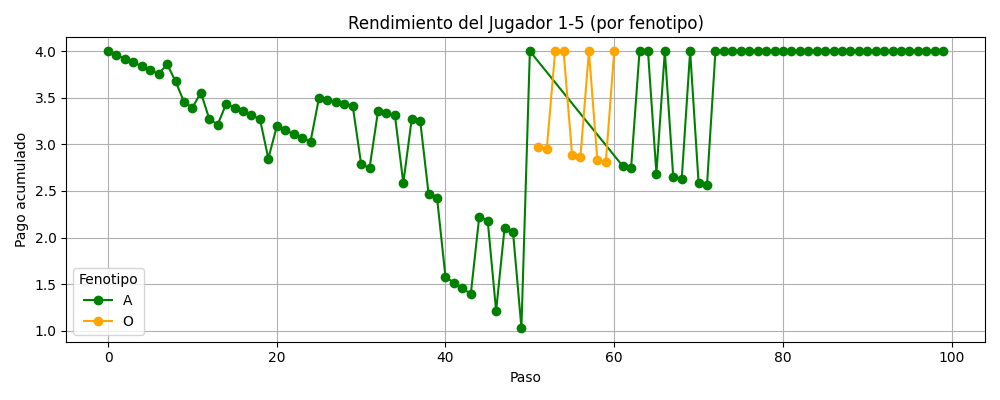 Rendimiento del Jugador 1-5 (por fenotipo)
Pago acumulado
4.0
3.5
3.0
2.5
2.0
1.5
1.0
Fenotipo
A
O
0 20 40 60 80 100
Paso